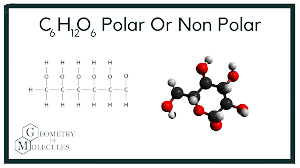 C₆H₁₂O₆ Polar Or Non Polar
H H H H H H
O O O O O O
H C C C C C C
H H H H H
G M GEOMETRY OF MOLECULES